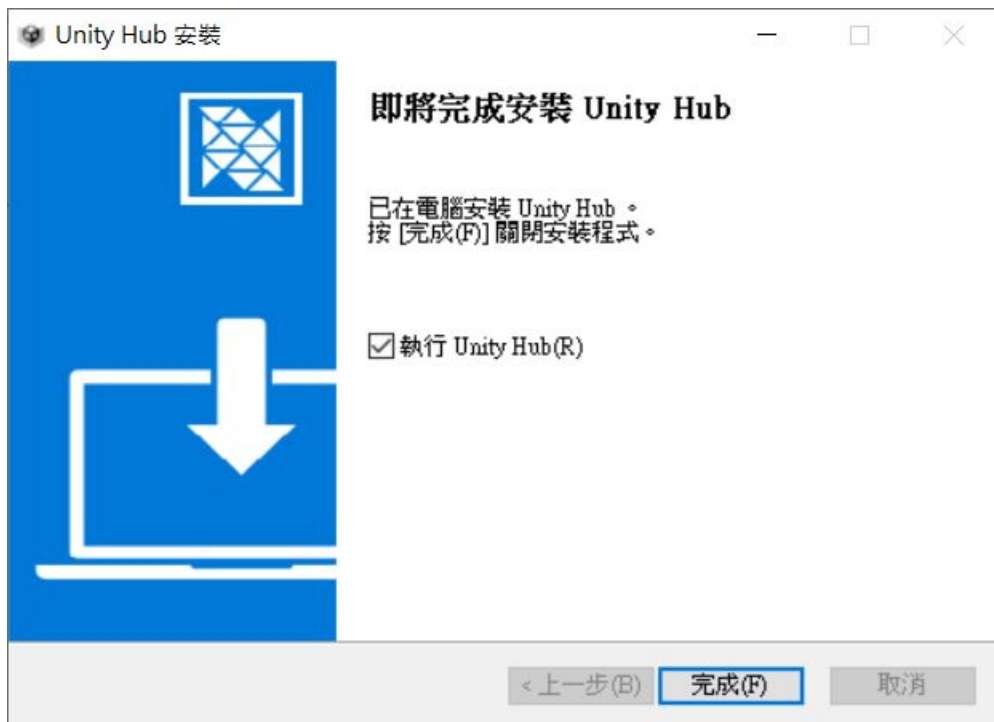 Unity Hub 安裝
即將完成安裝 Unity Hub
已在電腦安裝 Unity Hub 。
按 [完成(F)] 關閉安裝程式。
執行 Unity Hub(R)
< 上一步(B)
完成(F)
取消